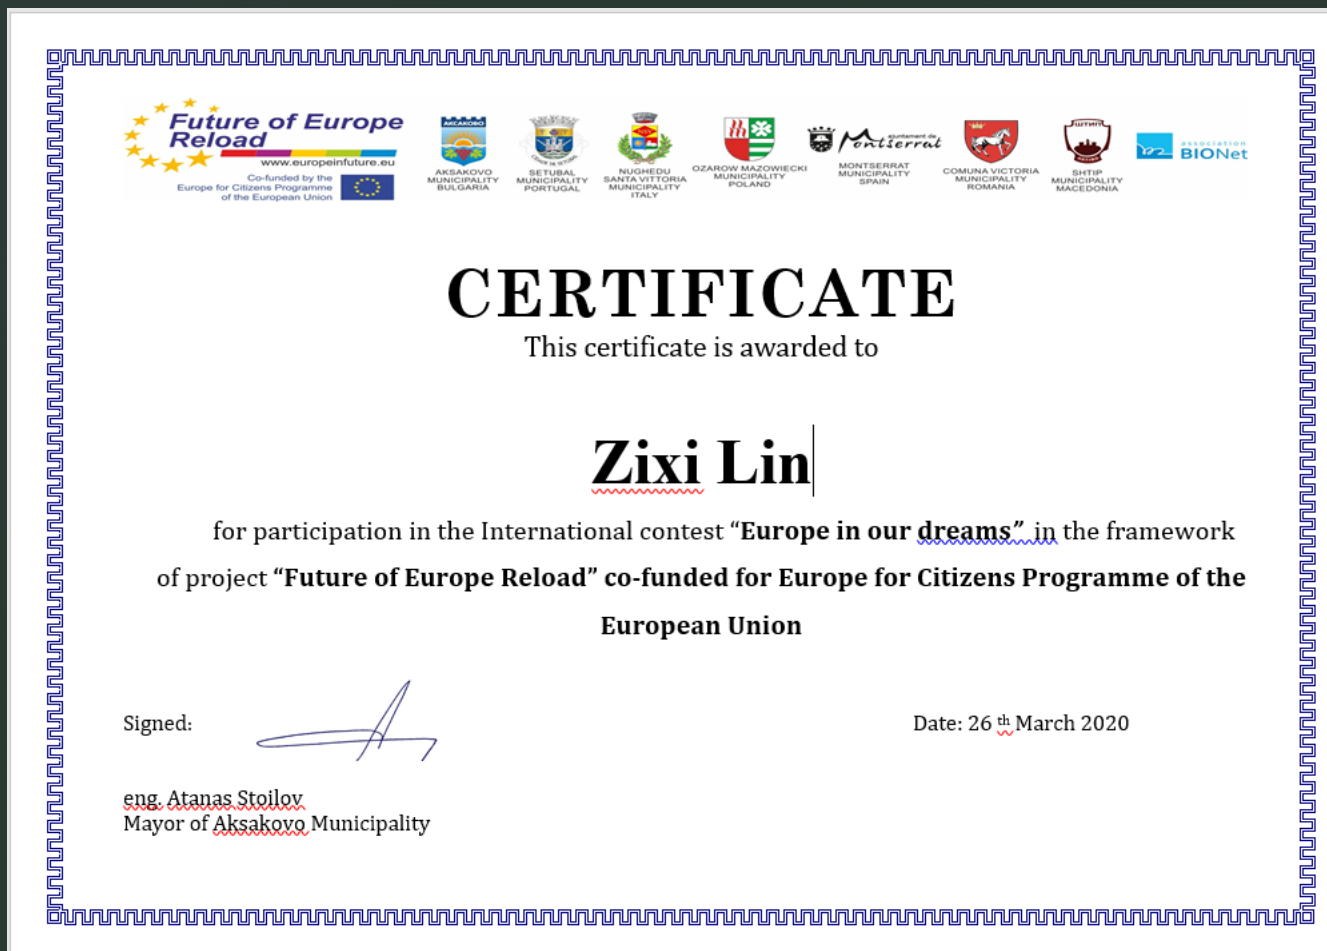 Future of Europe
Reload
www.europeinfuture.eu
Co-funded by the
Europe for Citizens Programme
of the European Union
АКСАКОВО
AKSAKOVO
MUNICIPALITY
BULGARIA
SETUBAL
MUNICIPALITY
PORTUGAL
NUGHEDU
SANTA VITTORIA
MUNICIPALITY
ITALY
OZAROW MAZOWIECKI
MUNICIPALITY
POLAND
ajuntament de
Montserrat
MONTSERRAT
MUNICIPALITY
SPAIN
COMUNA VICTORIA
MUNICIPALITY
ROMANIA
ШТИП
SHTIP
MUNICIPALITY
MACEDONIA
association
BIONet
CERTIFICATE
This certificate is awarded to
Zixi Lin
for participation in the International contest “Europe in our dreams” in the framework
of project “Future of Europe Reload” co-funded for Europe for Citizens Programme of the
European Union
Signed:
Date: 26 th March 2020
eng. Atanas Stoilov
Mayor of Aksakovo Municipality